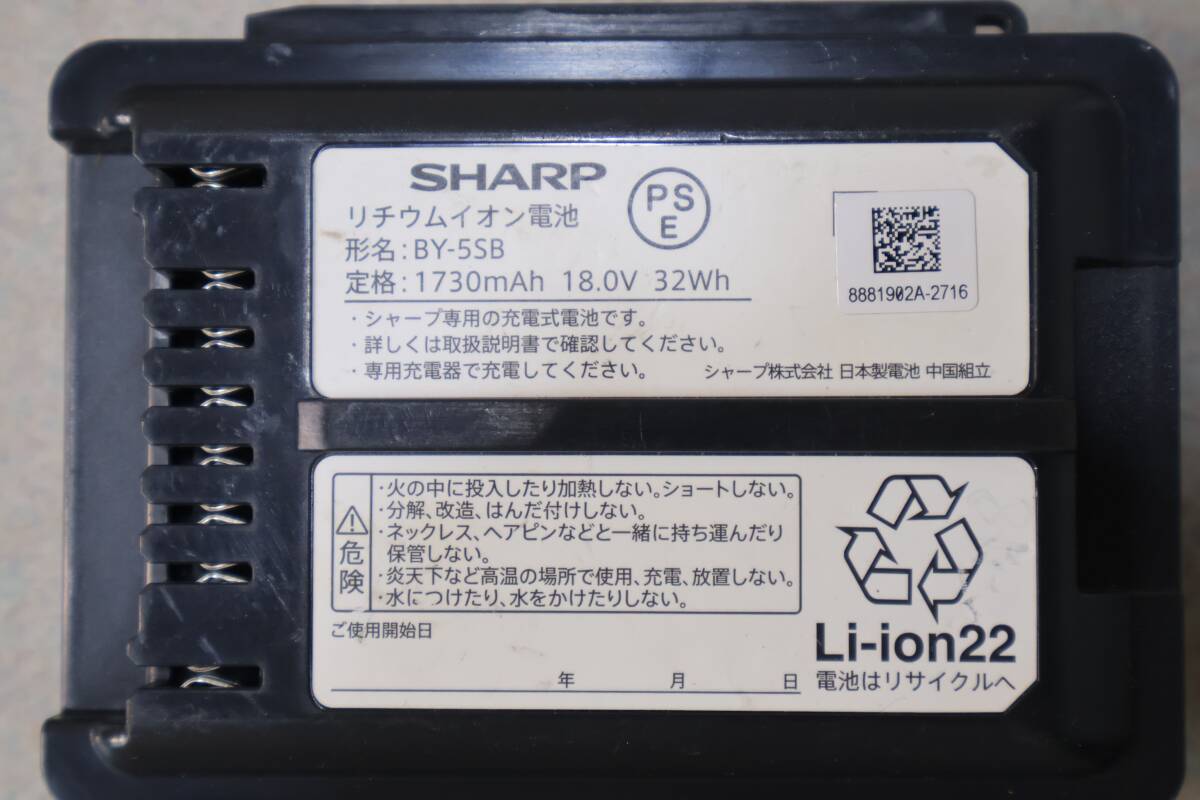 SHARP
PS
E
リチウムイオン電池
形名:BY-5SB
定格:1730mAh 18.0V 32Wh
・シャープ専用の充電式電池です。
・詳しくは取扱説明書で確認してください。
・専用充電器で充電してください。
シャープ株式会社 日本製電池 中国組立
8881902A-2716
危険
・火の中に投入したり加熱しない。ショートしない。
・分解、改造、はんだ付けしない。
・ネックレス、ヘアピンなどと一緒に持ち運んだり
保管しない。
・炎天下など高温の場所で使用、充電、放置しない。
・水につけたり、水をかけたりしない。
ご使用開始日
年 月 日
Li-ion22
電池はリサイクルへ